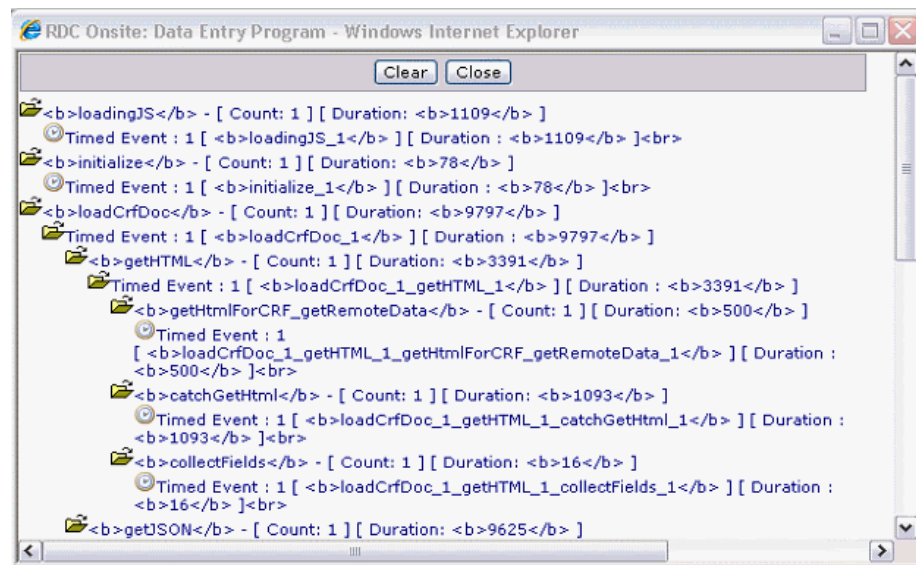 RDC Onsite: Data Entry Program - Windows Internet Explorer
Clear Close
<b>loadingJS</b> - [ Count: 1 ] [ Duration: <b>1109</b> ]
Timed Event : 1 [ <b>loadingJS_1</b> ] [ Duration : <b>1109</b> ]<br>
<b>initialize</b> - [ Count: 1 ] [ Duration: <b>78</b> ]
Timed Event : 1 [ <b>initialize_1</b> ] [ Duration : <b>78</b> ]<br>
<b>loadCrfDoc</b> - [ Count: 1 ] [ Duration: <b>9797</b> ]
Timed Event : 1 [ <b>loadCrfDoc_1</b> ] [ Duration : <b>9797</b> ]
<b>getHTML</b> - [ Count: 1 ] [ Duration: <b>3391</b> ]
Timed Event : 1 [ <b>loadCrfDoc_1_getHTML_1</b> ] [ Duration : <b>3391</b> ]
<b>getHtmlForCRF_getRemoteData</b> - [ Count: 1 ] [ Duration: <b>500</b> ]
Timed Event : 1
[ <b>loadCrfDoc_1_getHTML_1_getHtmlForCRF_getRemoteData_1</b> ] [ Duration :
<b>500</b> ]<br>
<b>catchGetHtml</b> - [ Count: 1 ] [ Duration: <b>1093</b> ]
Timed Event : 1 [ <b>loadCrfDoc_1_getHTML_1_catchGetHtml_1</b> ] [ Duration :
<b>1093</b> ]<br>
<b>collectFields</b> - [ Count: 1 ] [ Duration: <b>16</b> ]
Timed Event : 1 [ <b>loadCrfDoc_1_getHTML_1_collectFields_1</b> ] [ Duration :
<b>16</b> ]<br>
<b>getJSON</b> - [ Count: 1 ] [ Duration: <b>9625</b> ]